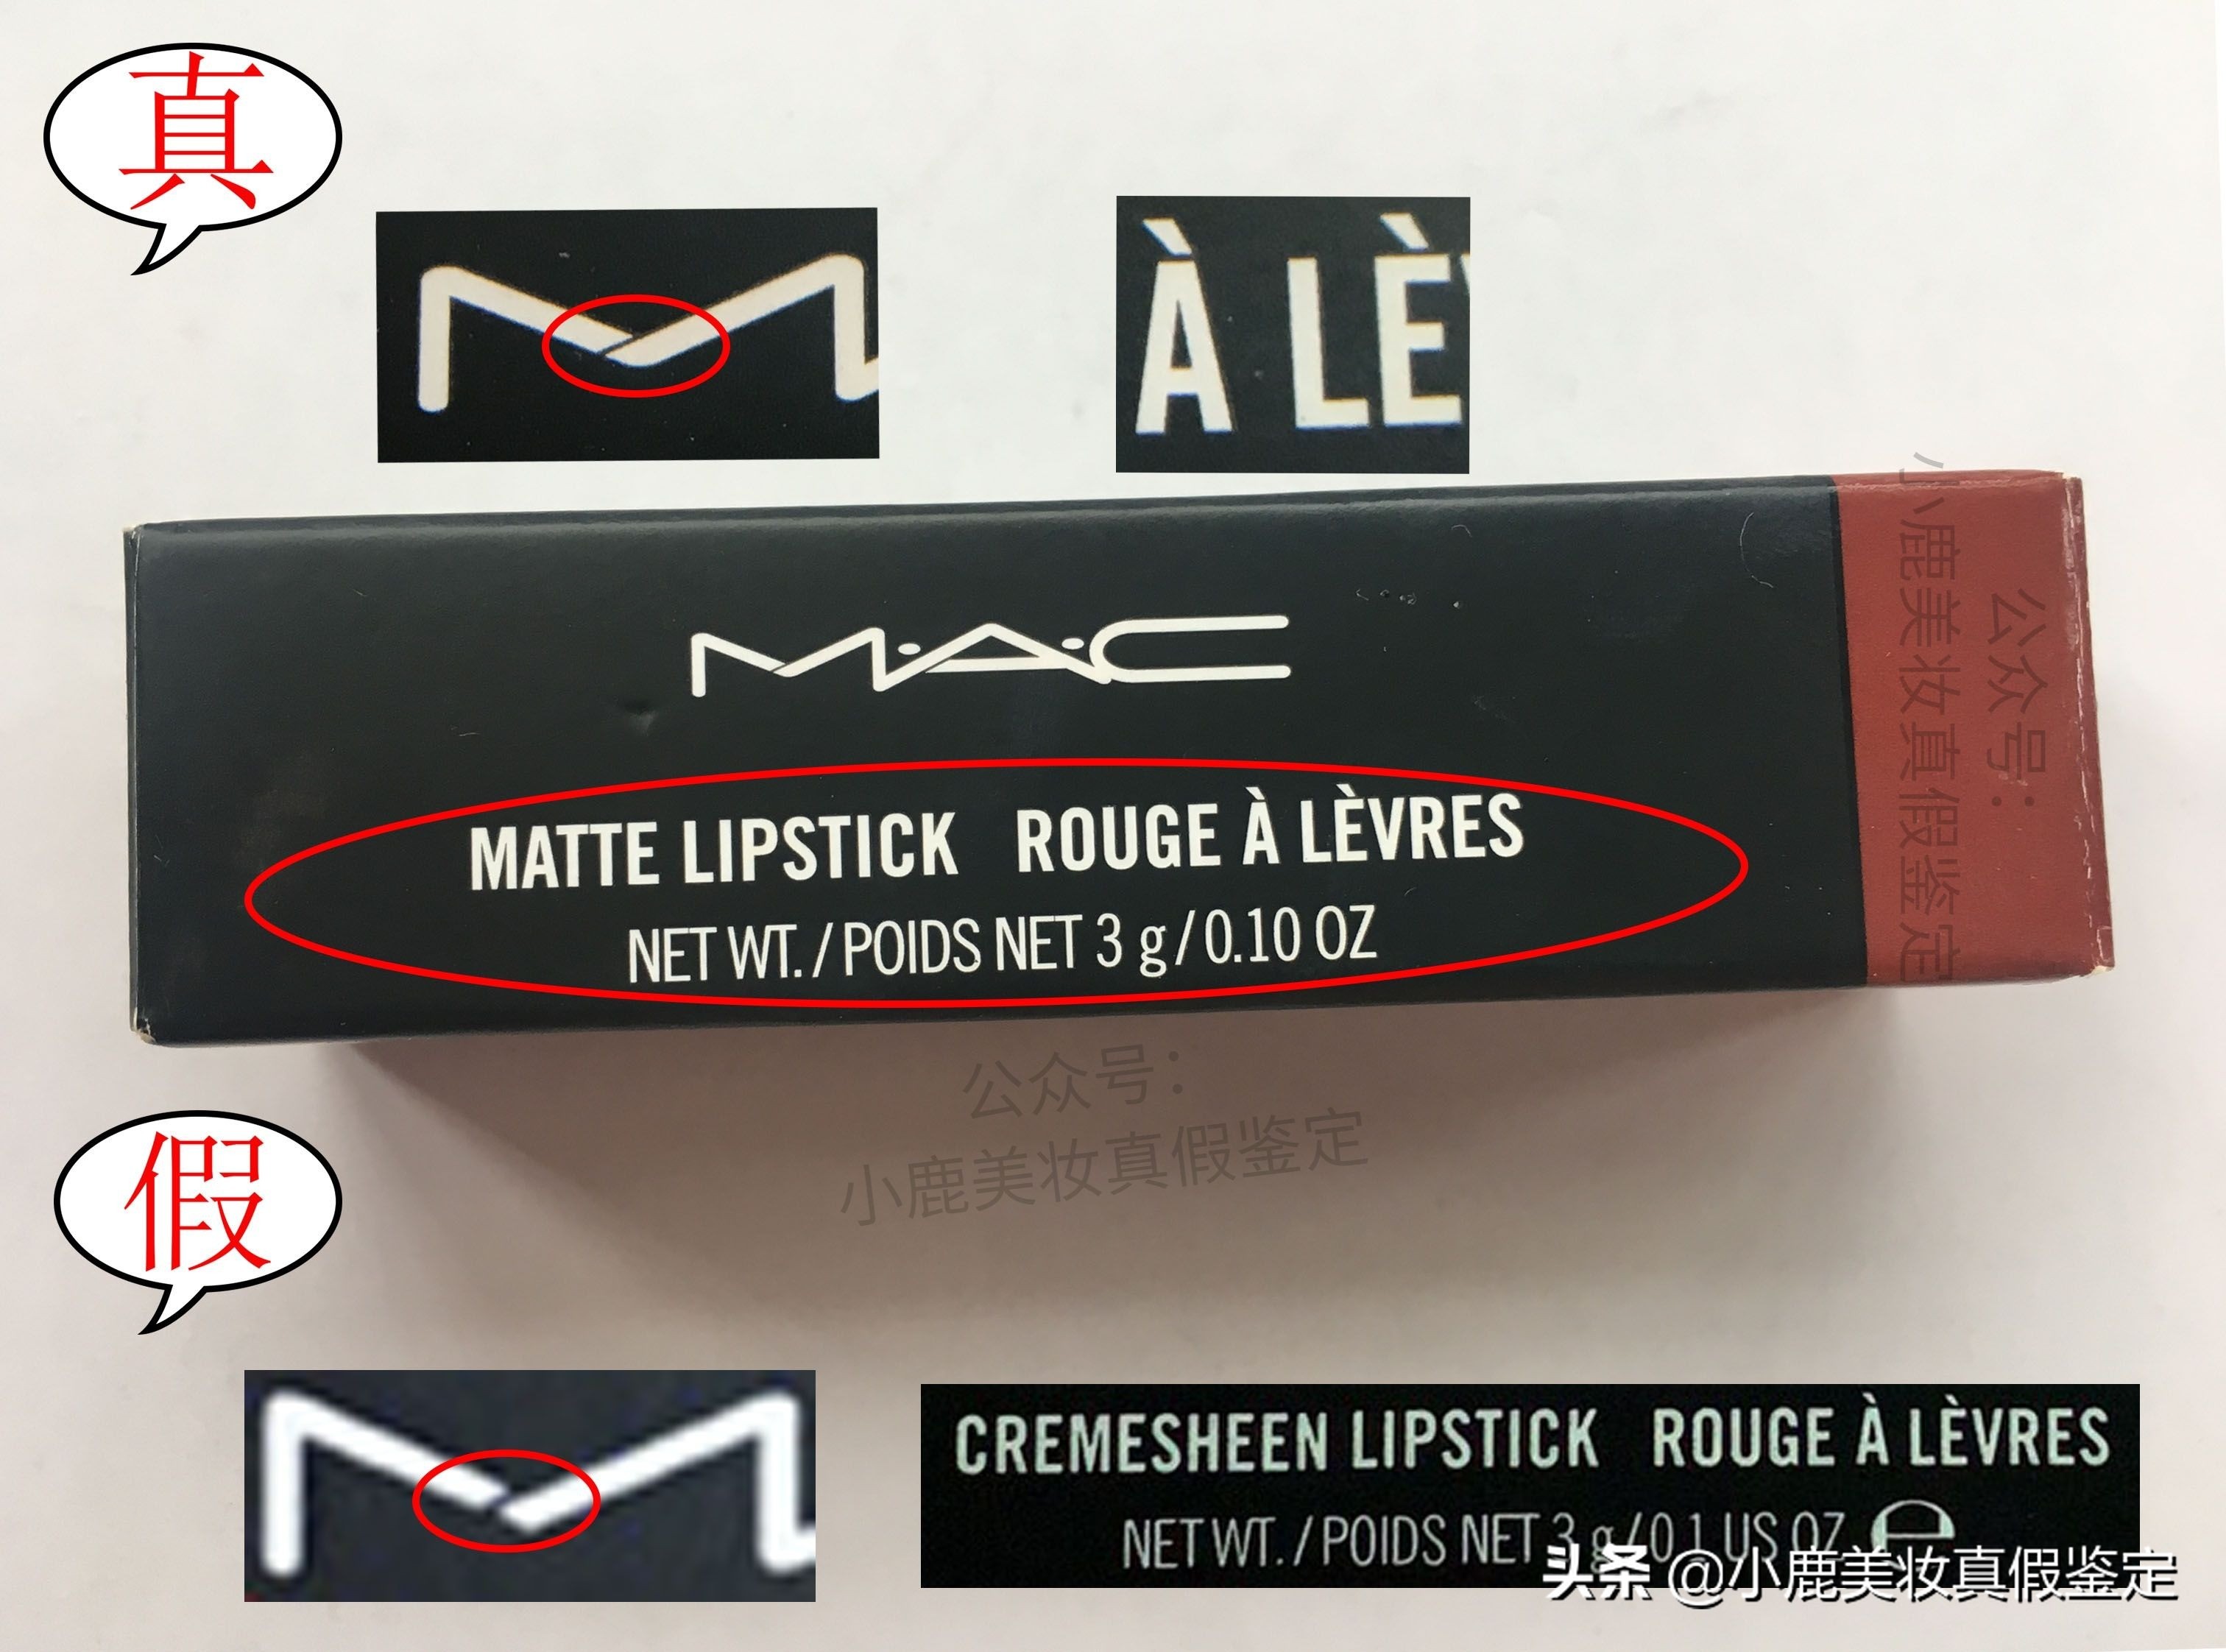 真
M
À LÈ
M·A·C
MATTE LIPSTICK ROUGE À LÈVRES
NET WT. / POIDS NET 3 g / 0.10 OZ
公众号：
小鹿美妆真假鉴定
公众号：
小鹿美妆真假鉴定
假
M
CREMESHEEN LIPSTICK ROUGE À LÈVRES
NET WT. / POIDS NET 3 g / 0.1 US OZ ℮
头条 @小鹿美妆真假鉴定